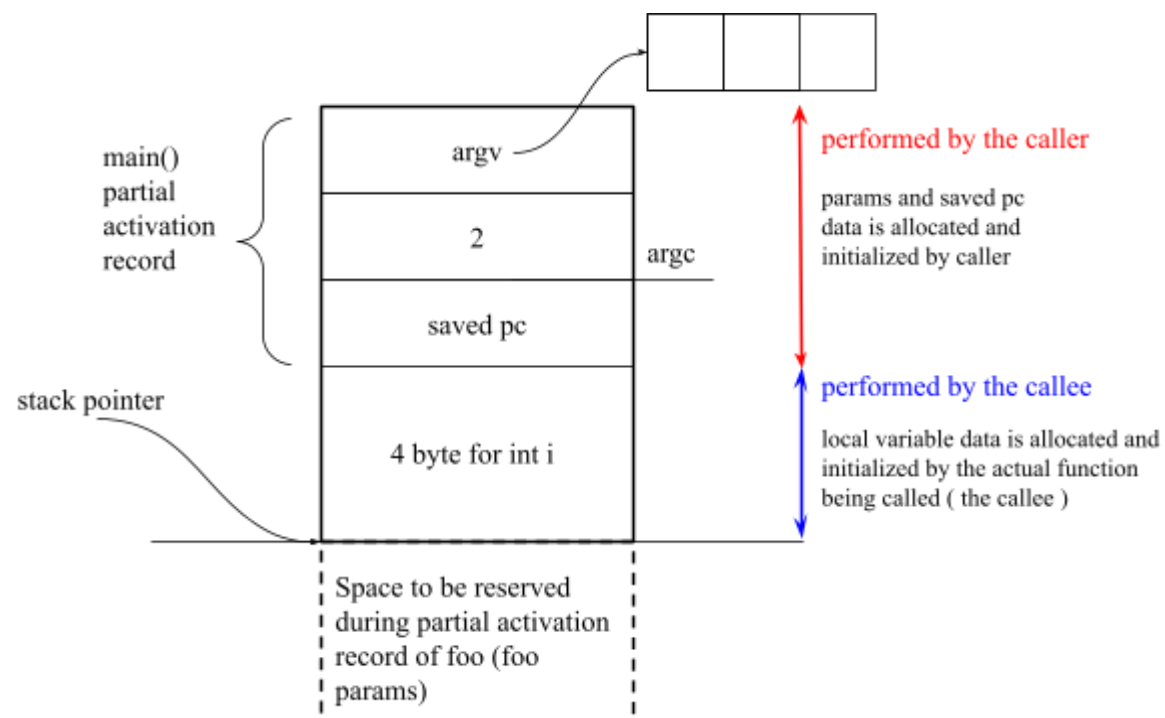 main()
partial
activation
record
argv
2
argc
saved pc
stack pointer
4 byte for int i
Space to be reserved
during partial activation
record of foo (foo
params)
performed by the caller
params and saved pc
data is allocated and
initialized by caller
performed by the callee
local variable data is allocated and
initialized by the actual function
being called ( the callee )